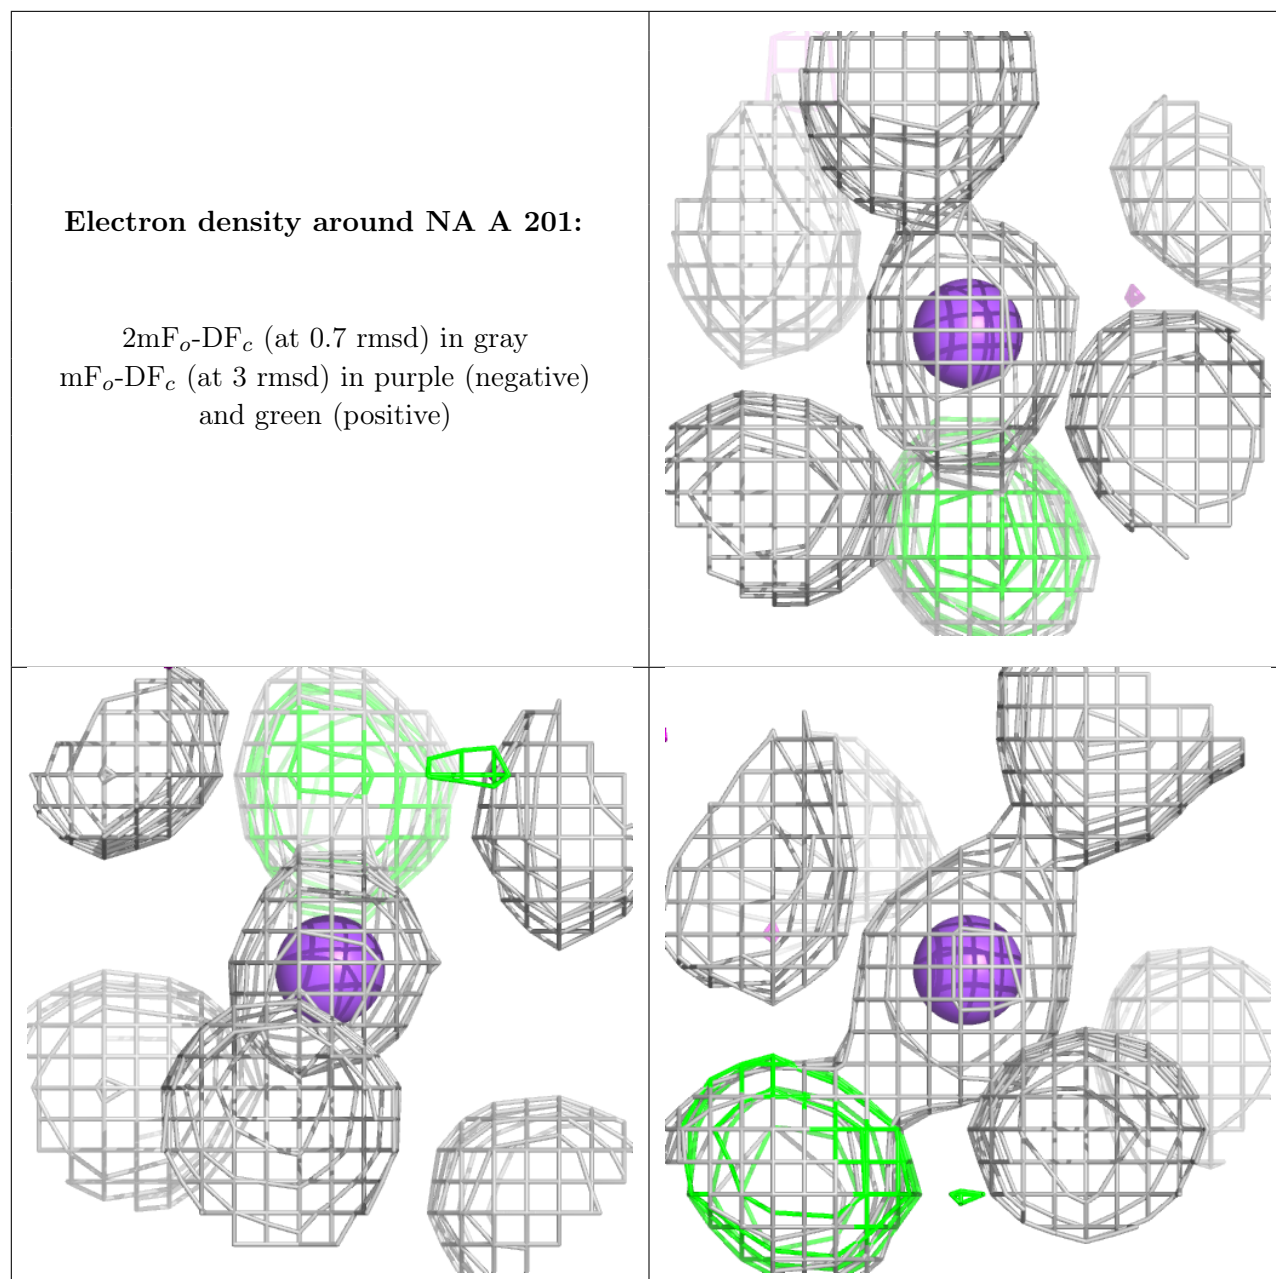 Electron density around NA A 201:
2mFₒ-DF𝒸 (at 0.7 rmsd) in gray
mFₒ-DF𝒸 (at 3 rmsd) in purple (negative)
and green (positive)